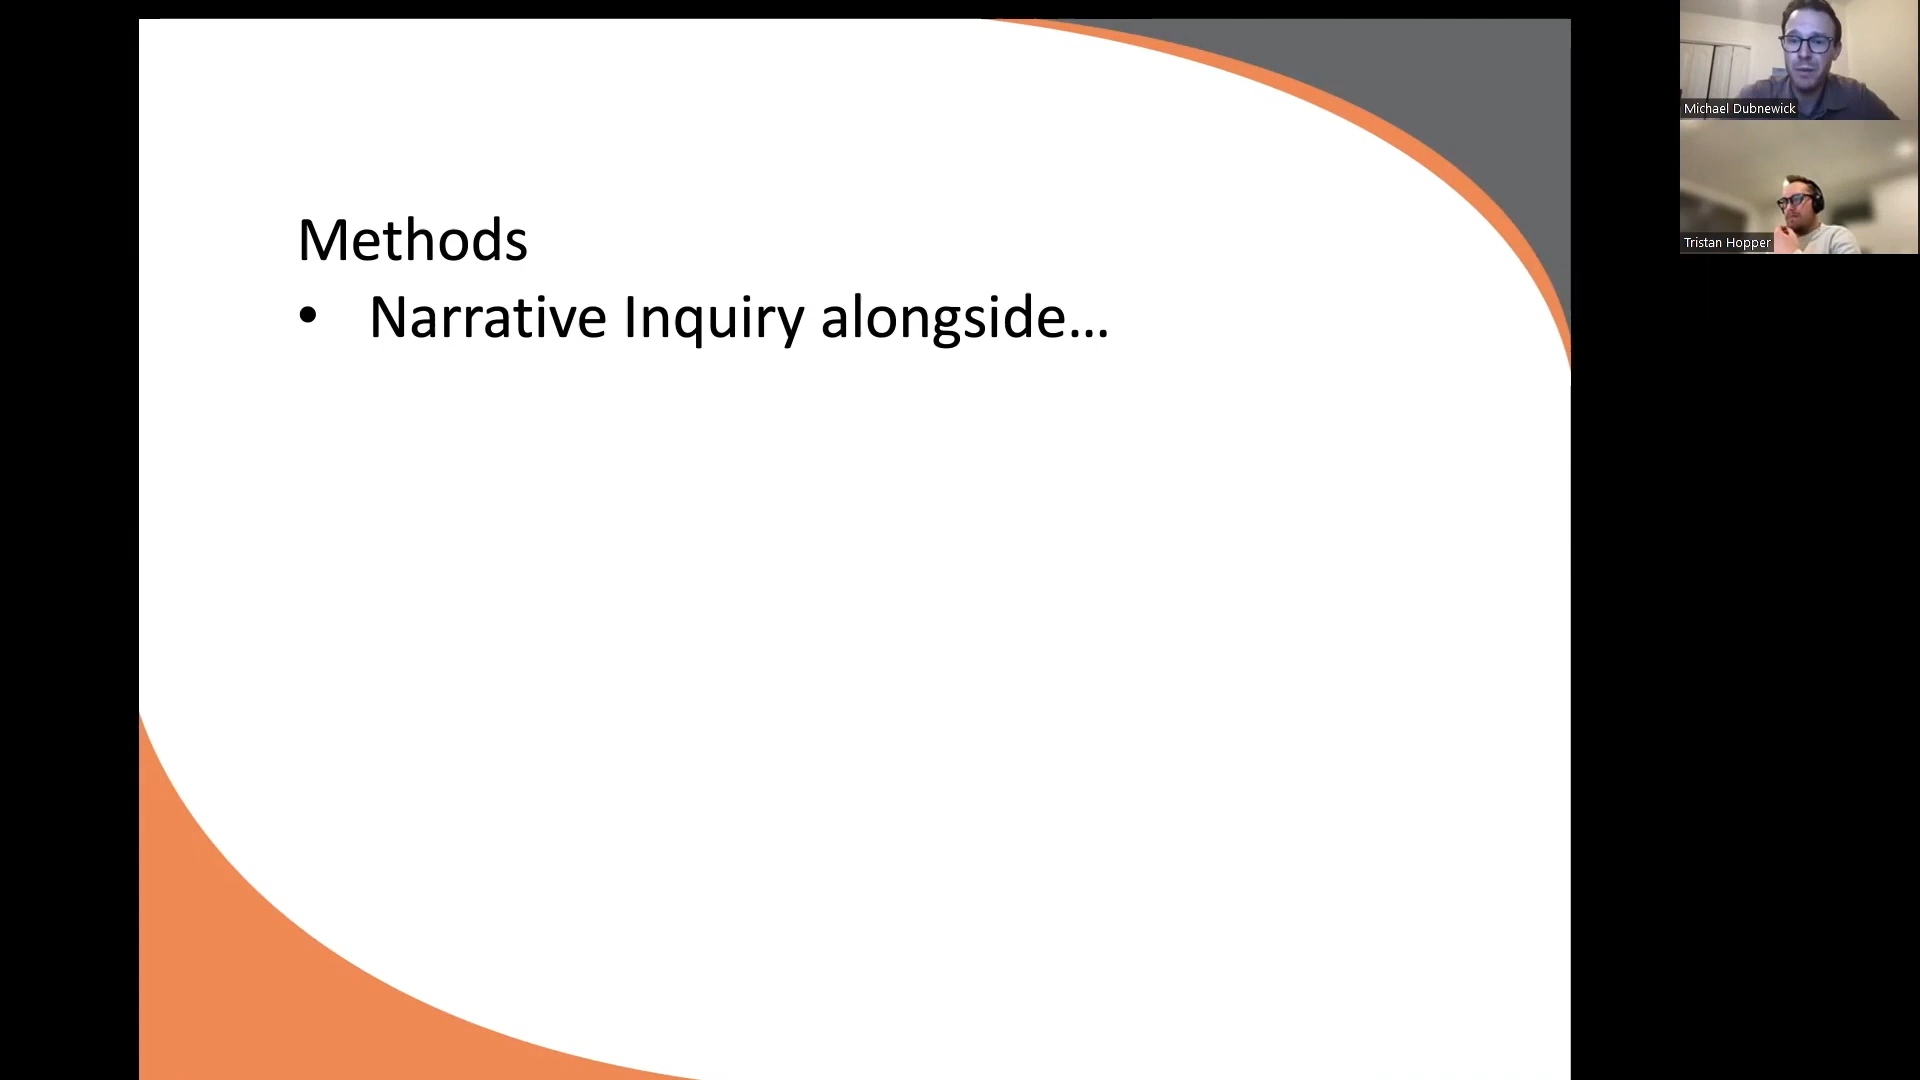 Methods
• Narrative Inquiry alongside...
Michael Dubnewick
Tristan Hopper